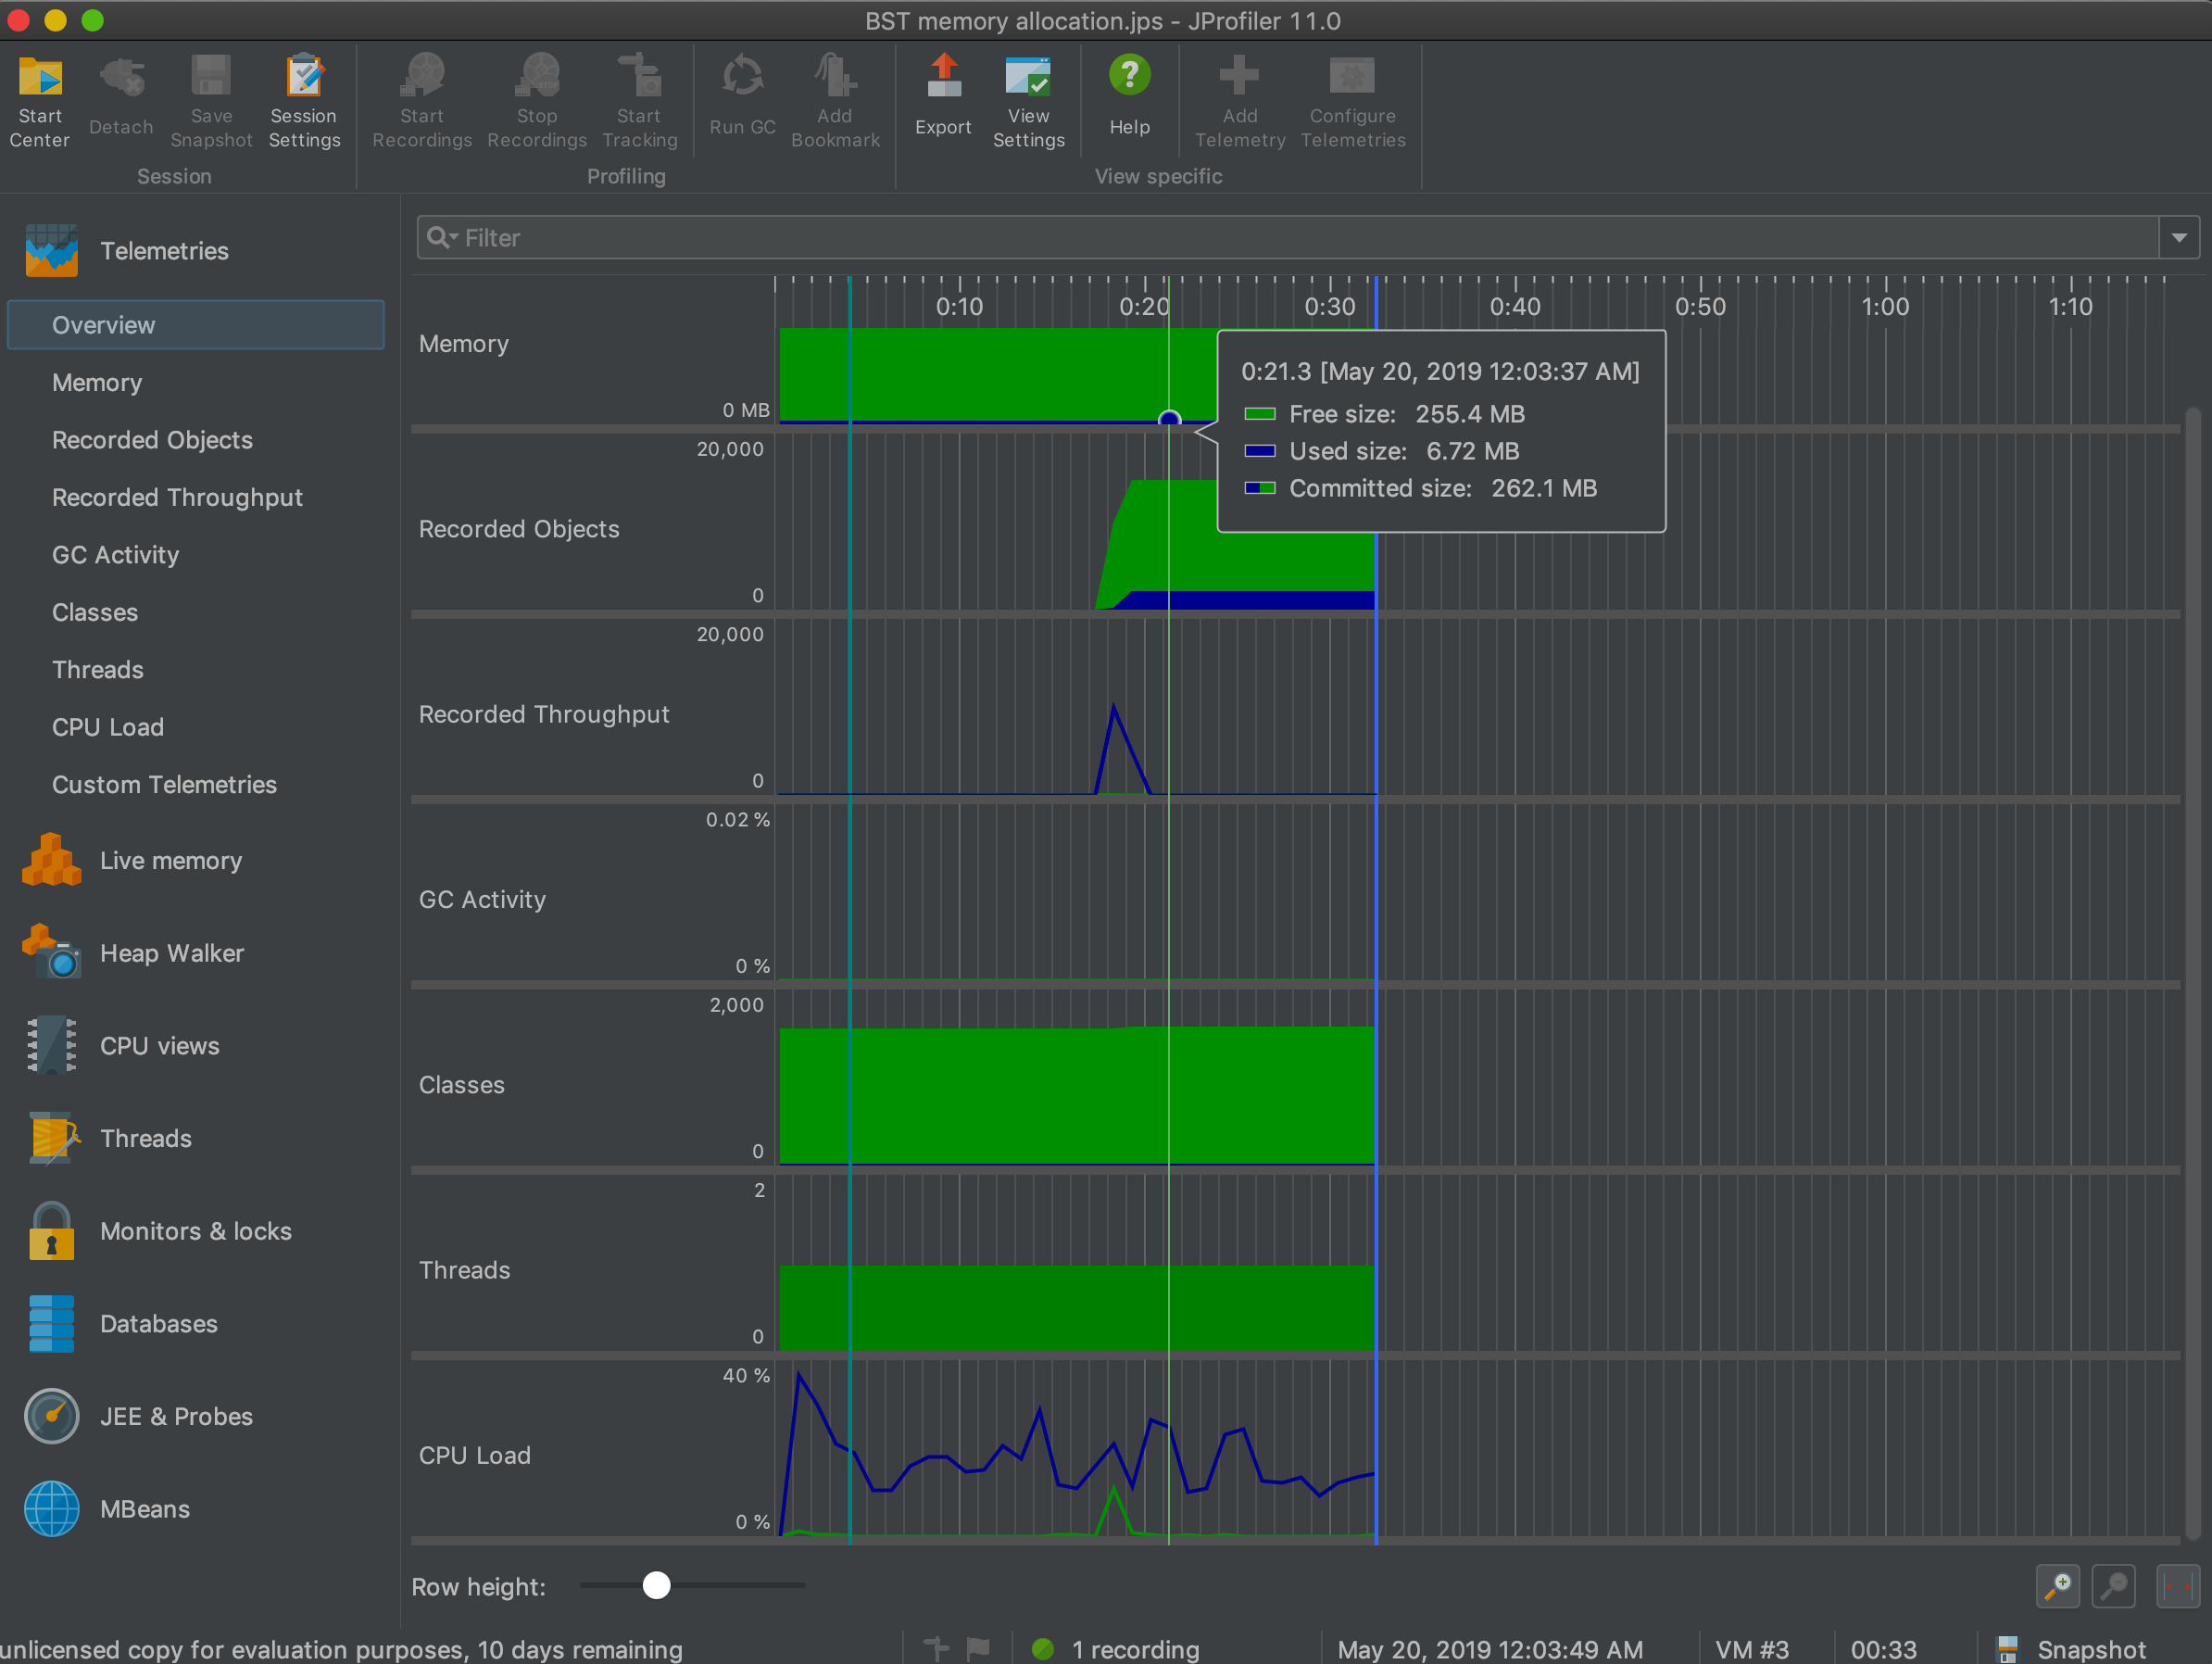 BST memory allocation.jps - JProfiler 11.0
Start Center
Detach
Save Snapshot
Session Settings
Start Recordings
Stop Recordings
Start Tracking
Run GC
Add Bookmark
Export
View Settings
Help
Add Telemetry
Configure Telemetries
Session
Profiling
View specific
Telemetries
Overview
Memory
Recorded Objects
Recorded Throughput
GC Activity
Classes
Threads
CPU Load
Custom Telemetries
Live memory
Heap Walker
CPU views
Threads
Monitors & locks
Databases
JEE & Probes
MBeans
Filter
0:10 0:20 0:30 0:40 0:50 1:00 1:10
Memory
0 MB
0:21.3 [May 20, 2019 12:03:37 AM]
Free size: 255.4 MB
Used size: 6.72 MB
Committed size: 262.1 MB
20,000
Recorded Objects
0
20,000
Recorded Throughput
0
0.02 %
GC Activity
0 %
2,000
Classes
0
2
Threads
0
40 %
CPU Load
0 %
Row height:
unlicensed copy for evaluation purposes, 10 days remaining
1 recording
May 20, 2019 12:03:49 AM
VM #3
00:33
Snapshot